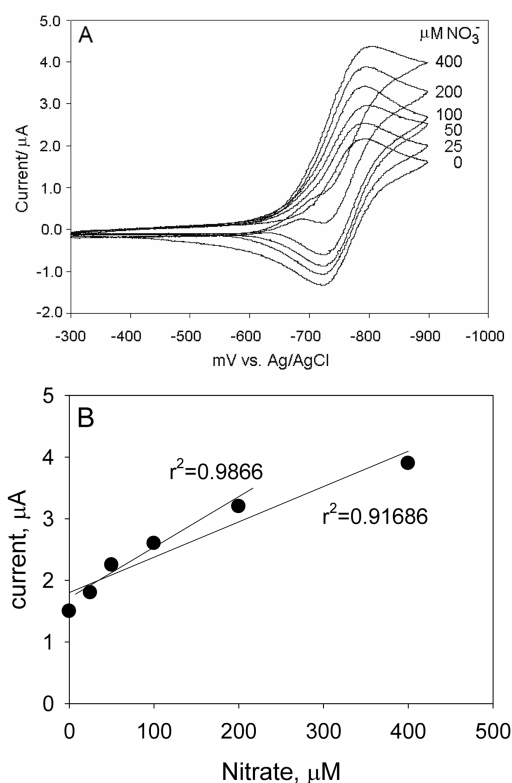 A
μM NO₃⁻
400
200
100
50
25
0
Current/ μA
5.0
4.0
3.0
2.0
1.0
0.0
-1.0
2.0
-300 -400 -500 -600 -700 -800 -900 -1000
mV vs. Ag/AgCl
B
r²=0.9866
r²=0.91686
current, μA
5
4
3
2
1
0
0 100 200 300 400 500
Nitrate, μM